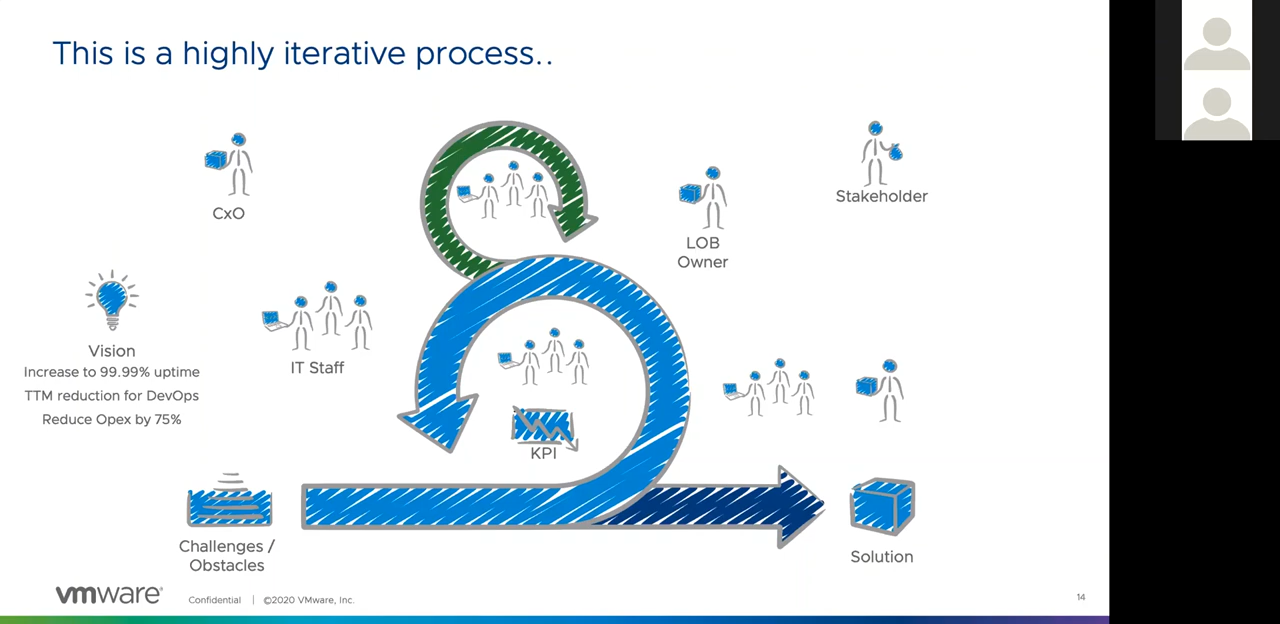 This is a highly iterative process..
CxO
Stakeholder
LOB
Owner
Vision
Increase to 99.99% uptime
TTM reduction for DevOps
Reduce Opex by 75%
IT Staff
KPI
Challenges /
Obstacles
Solution
vmware®
Confidential | ©2020 VMware, Inc.
14